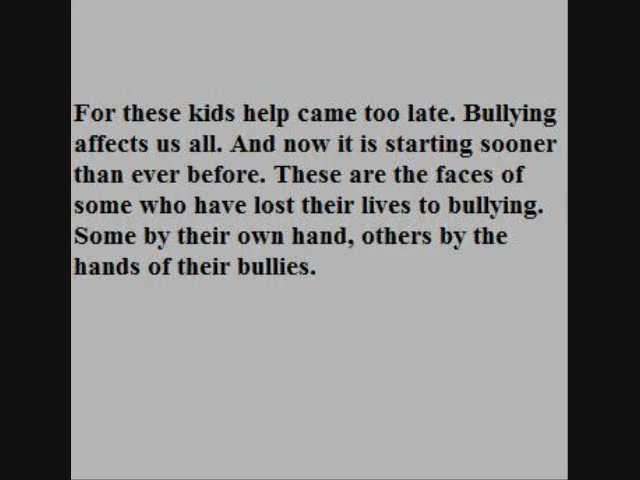 For these kids help came too late. Bullying
affects us all. And now it is starting sooner
than ever before. These are the faces of
some who have lost their lives to bullying.
Some by their own hand, others by the
hands of their bullies.